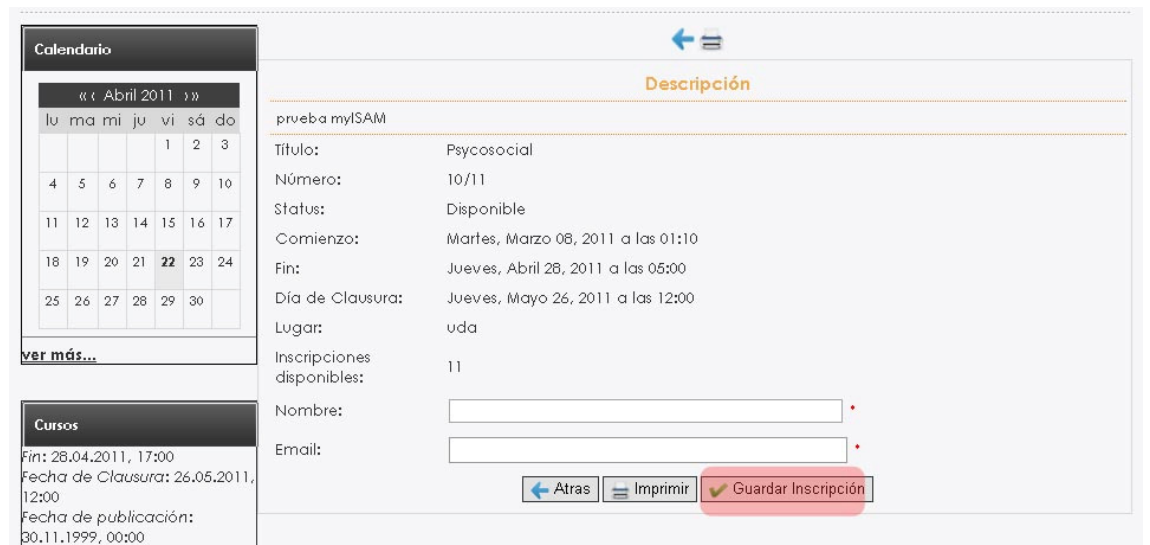 Calendario
«‹ Abril 2011 ›»
lu ma mi ju vi sá do
1 2 3
4 5 6 7 8 9 10
11 12 13 14 15 16 17
18 19 20 21 22 23 24
25 26 27 28 29 30
ver más...
Cursos
Fin: 28.04.2011, 17:00
Fecha de Clausura: 26.05.2011,
12:00
Fecha de publicación:
30.11.1999, 00:00
Descripción
prueba myISAM
Título: Psycosocial
Número: 10/11
Status: Disponible
Comienzo: Martes, Marzo 08, 2011 a las 01:10
Fin: Jueves, Abril 28, 2011 a las 05:00
Día de Clausura: Jueves, Mayo 26, 2011 a las 12:00
Lugar: uda
Inscripciones
disponibles: 11
Nombre: *
Email: *
Atras Imprimir Guardar Inscripción